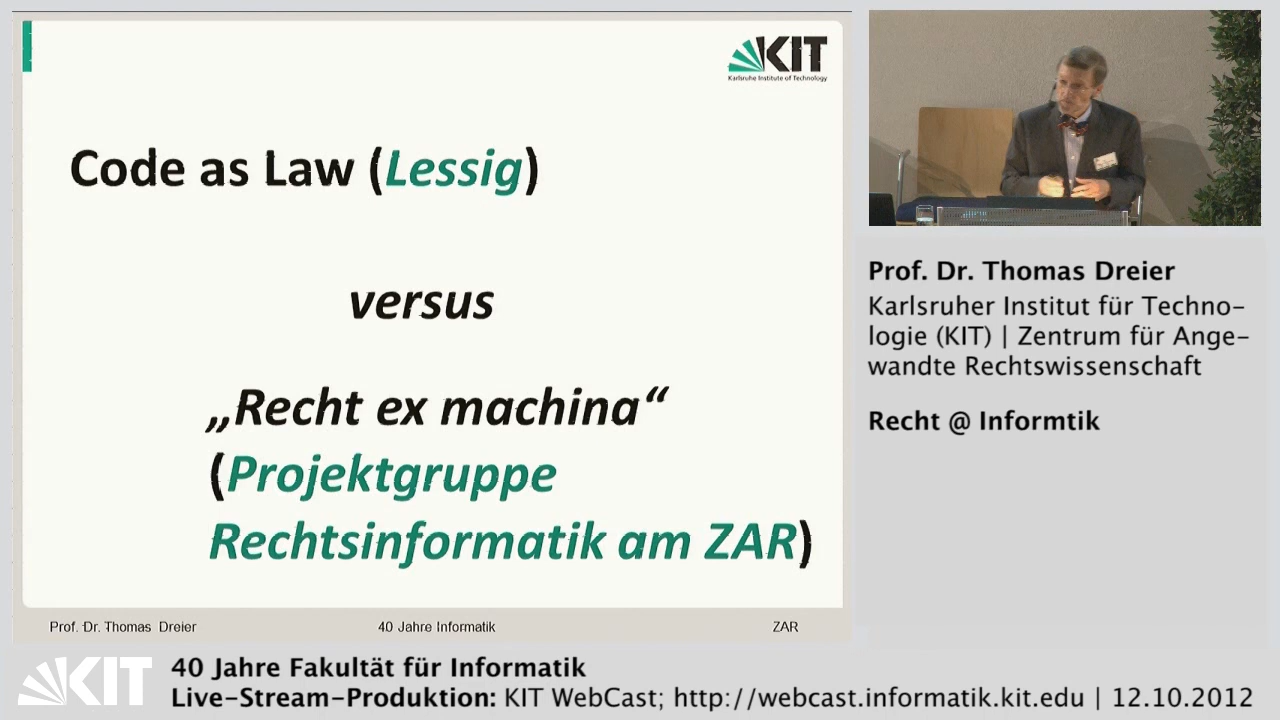 KIT
Karlsruhe Institute of Technology
Code as Law (Lessig)
versus
„Recht ex machina“
(Projektgruppe
Rechtsinformatik am ZAR)
Prof. Dr. Thomas Dreier
40 Jahre Informatik
ZAR
Prof. Dr. Thomas Dreier
Karlsruher Institut für Techno-
logie (KIT) | Zentrum für Ange-
wandte Rechtswissenschaft
Recht @ Informtik
KIT
40 Jahre Fakultät für Informatik
Live-Stream-Produktion: KIT WebCast; http://webcast.informatik.kit.edu | 12.10.2012